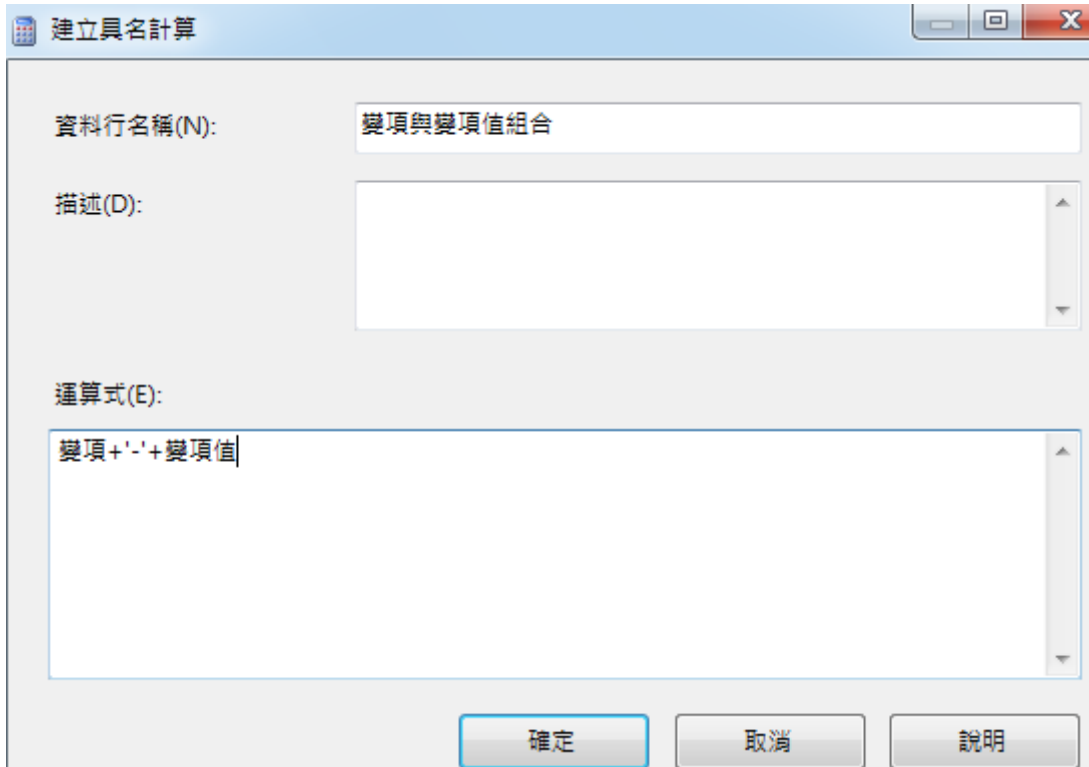 建立具名計算
資料行名稱(N):
變項與變項值組合
描述(D):
運算式(E):
變項+'-'+變項值
確定
取消
說明